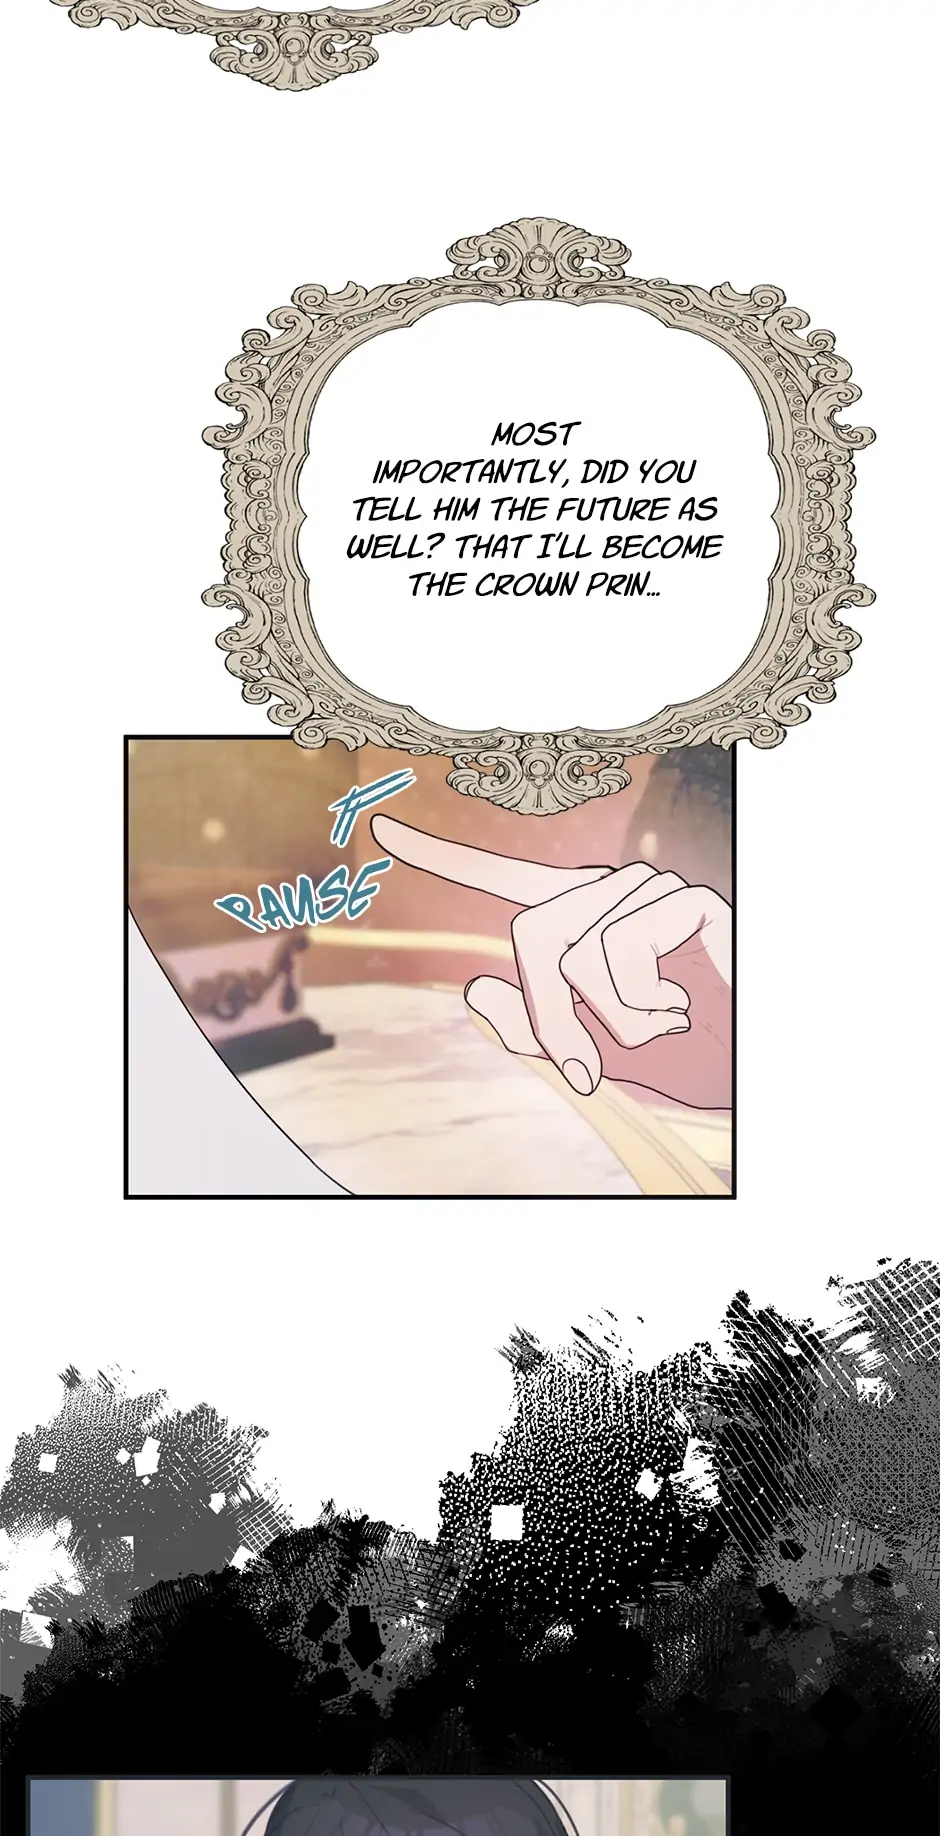 MOST
IMPORTANTLY, DID YOU
TELL HIM THE FUTURE AS
WELL? THAT I'LL BECOME
THE CROWN PRIN...
PAUSE